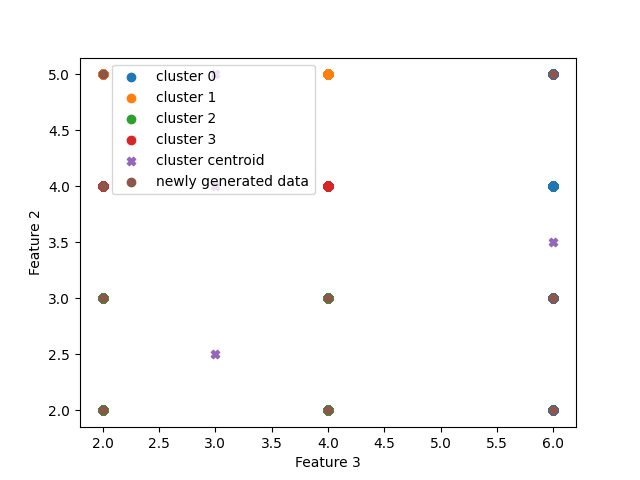 cluster 0
cluster 1
cluster 2
cluster 3
cluster centroid
newly generated data
5.0
4.5
4.0
3.5
3.0
2.5
2.0
Feature 2
2.0 2.5 3.0 3.5 4.0 4.5 5.0 5.5 6.0
Feature 3